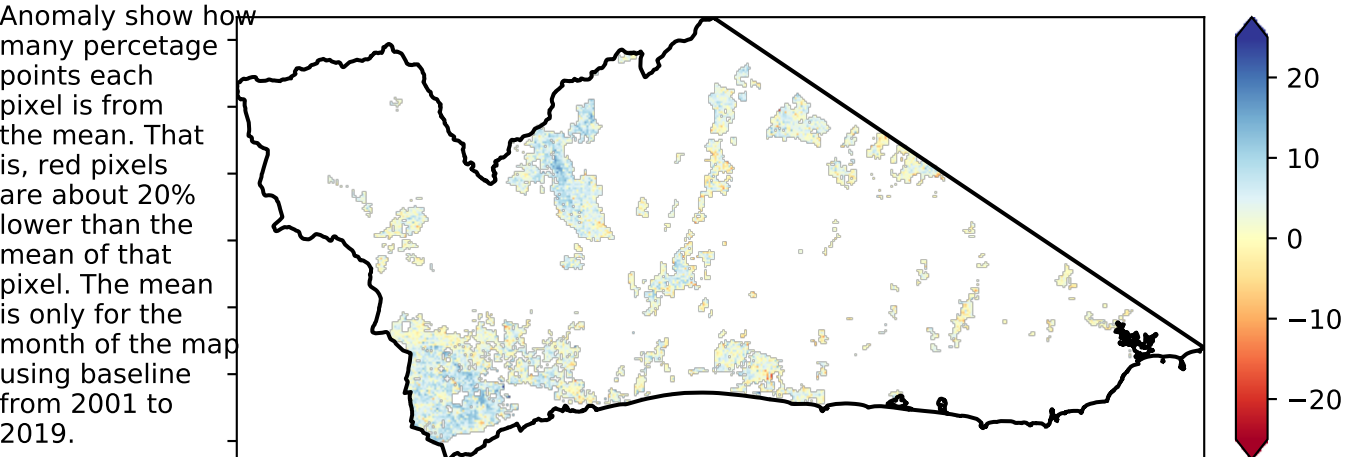 Anomaly show how
many percetage
points each
pixel is from
the mean. That
is, red pixels
are about 20%
lower than the
mean of that
pixel. The mean
is only for the
month of the map
using baseline
from 2001 to
2019.
20
10
0
−10
−20